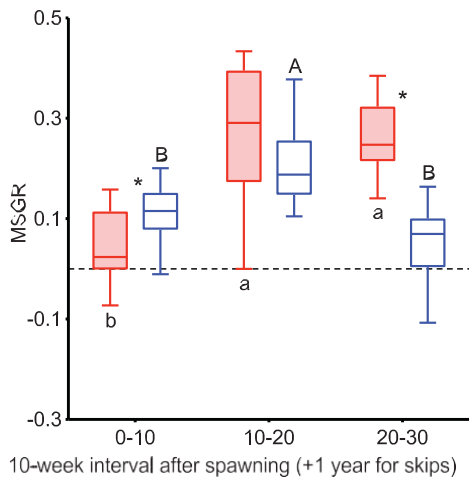 0.5
A
*
0.3
B
*
B
MSGR
0.1
a
b
a
-0.1
-0.3
0-10
10-20
20-30
10-week interval after spawning (+1 year for skips)